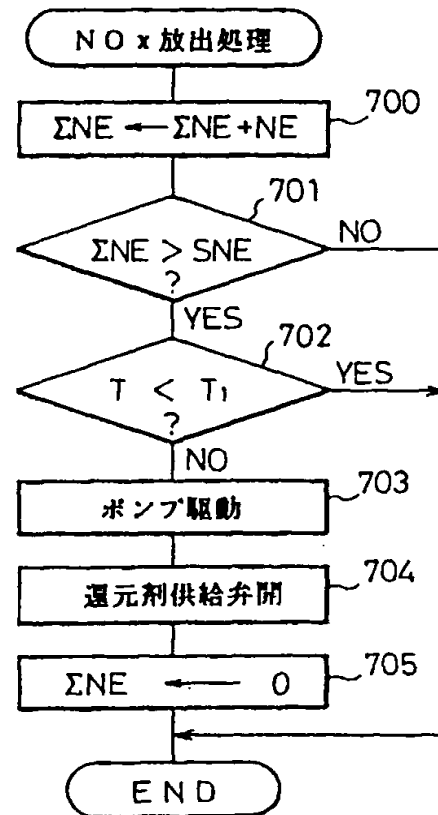 NOx放出処理
700
ΣNE ← ΣNE+NE
701
ΣNE > SNE
?
NO
YES
702
T < T1
?
YES
NO
703
ポンプ駆動
704
還元剤供給弁開
705
ΣNE ← 0
END